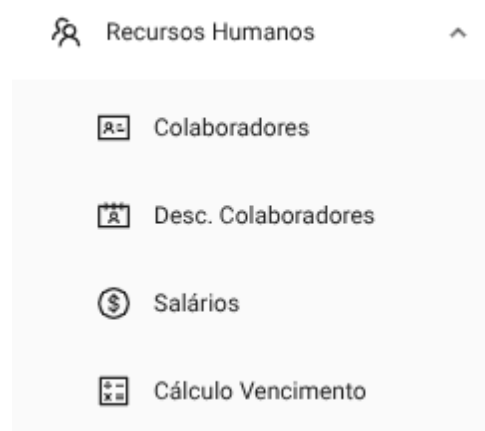 Recursos Humanos
Colaboradores
Desc. Colaboradores
Salários
Cálculo Vencimento